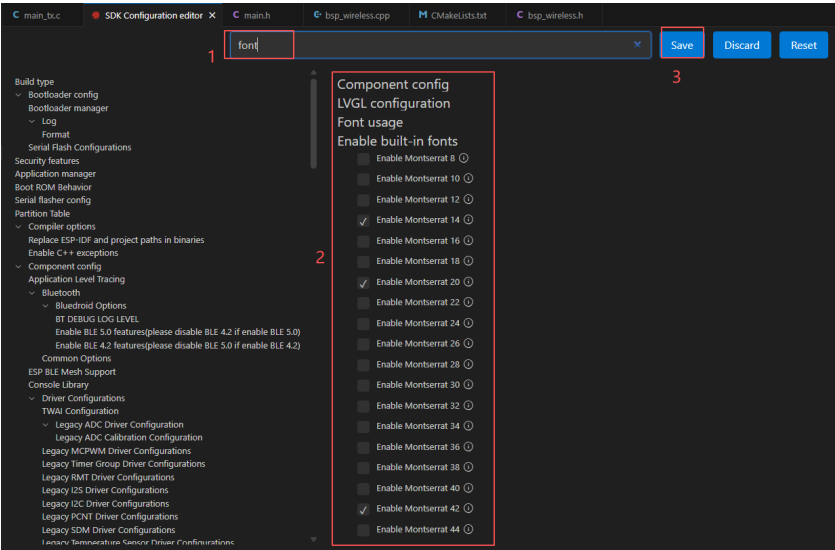 main_tx.c
SDK Configuration editor
main.h
bsp_wireless.cpp
CMakeLists.txt
bsp_wireless.h
1
font
Save
Discard
Reset
3
Build type
Bootloader config
Bootloader manager
Log
Format
Serial Flash Configurations
Security features
Application manager
Boot ROM Behavior
Serial flasher config
Partition Table
Compiler options
Replace ESP-IDF and project paths in binaries
Enable C++ exceptions
Component config
Application Level Tracing
Bluetooth
Bluedroid Options
BT DEBUG LOG LEVEL
Enable BLE 5.0 features(please disable BLE 4.2 if enable BLE 5.0)
Enable BLE 4.2 features(please disable BLE 5.0 if enable BLE 4.2)
Common Options
ESP BLE Mesh Support
Console Library
Driver Configurations
TWAI Configuration
Legacy ADC Driver Configuration
Legacy ADC Calibration Configuration
Legacy MCPWM Driver Configurations
Legacy Timer Group Driver Configurations
Legacy RMT Driver Configurations
Legacy I2S Driver Configurations
Legacy I2C Driver Configurations
Legacy PCNT Driver Configurations
Legacy SDM Driver Configurations
Legacy Temperature Sensor Driver Configurations
2
Component config
LVGL configuration
Font usage
Enable built-in fonts
Enable Montserrat 8
Enable Montserrat 10
Enable Montserrat 12
Enable Montserrat 14
Enable Montserrat 16
Enable Montserrat 18
Enable Montserrat 20
Enable Montserrat 22
Enable Montserrat 24
Enable Montserrat 26
Enable Montserrat 28
Enable Montserrat 30
Enable Montserrat 32
Enable Montserrat 34
Enable Montserrat 36
Enable Montserrat 38
Enable Montserrat 40
Enable Montserrat 42
Enable Montserrat 44